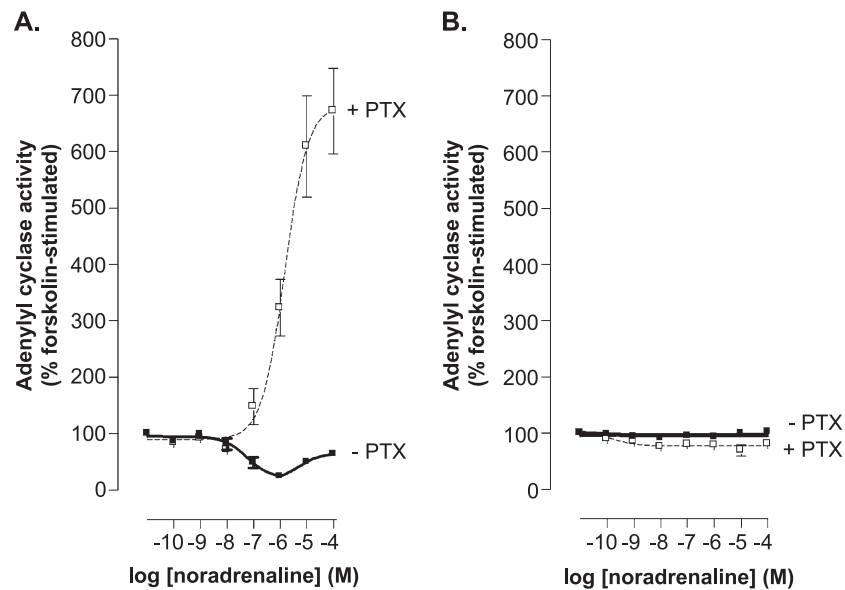 A.
Adenylyl cyclase activity
(% forskolin-stimulated)
800
700
600
500
400
300
200
100
0
+ PTX
- PTX
-10 -9 -8 -7 -6 -5 -4
log [noradrenaline] (M)
B.
Adenylyl cyclase activity
(% forskolin-stimulated)
800
700
600
500
400
300
200
100
0
- PTX
+ PTX
-10 -9 -8 -7 -6 -5 -4
log [noradrenaline] (M)